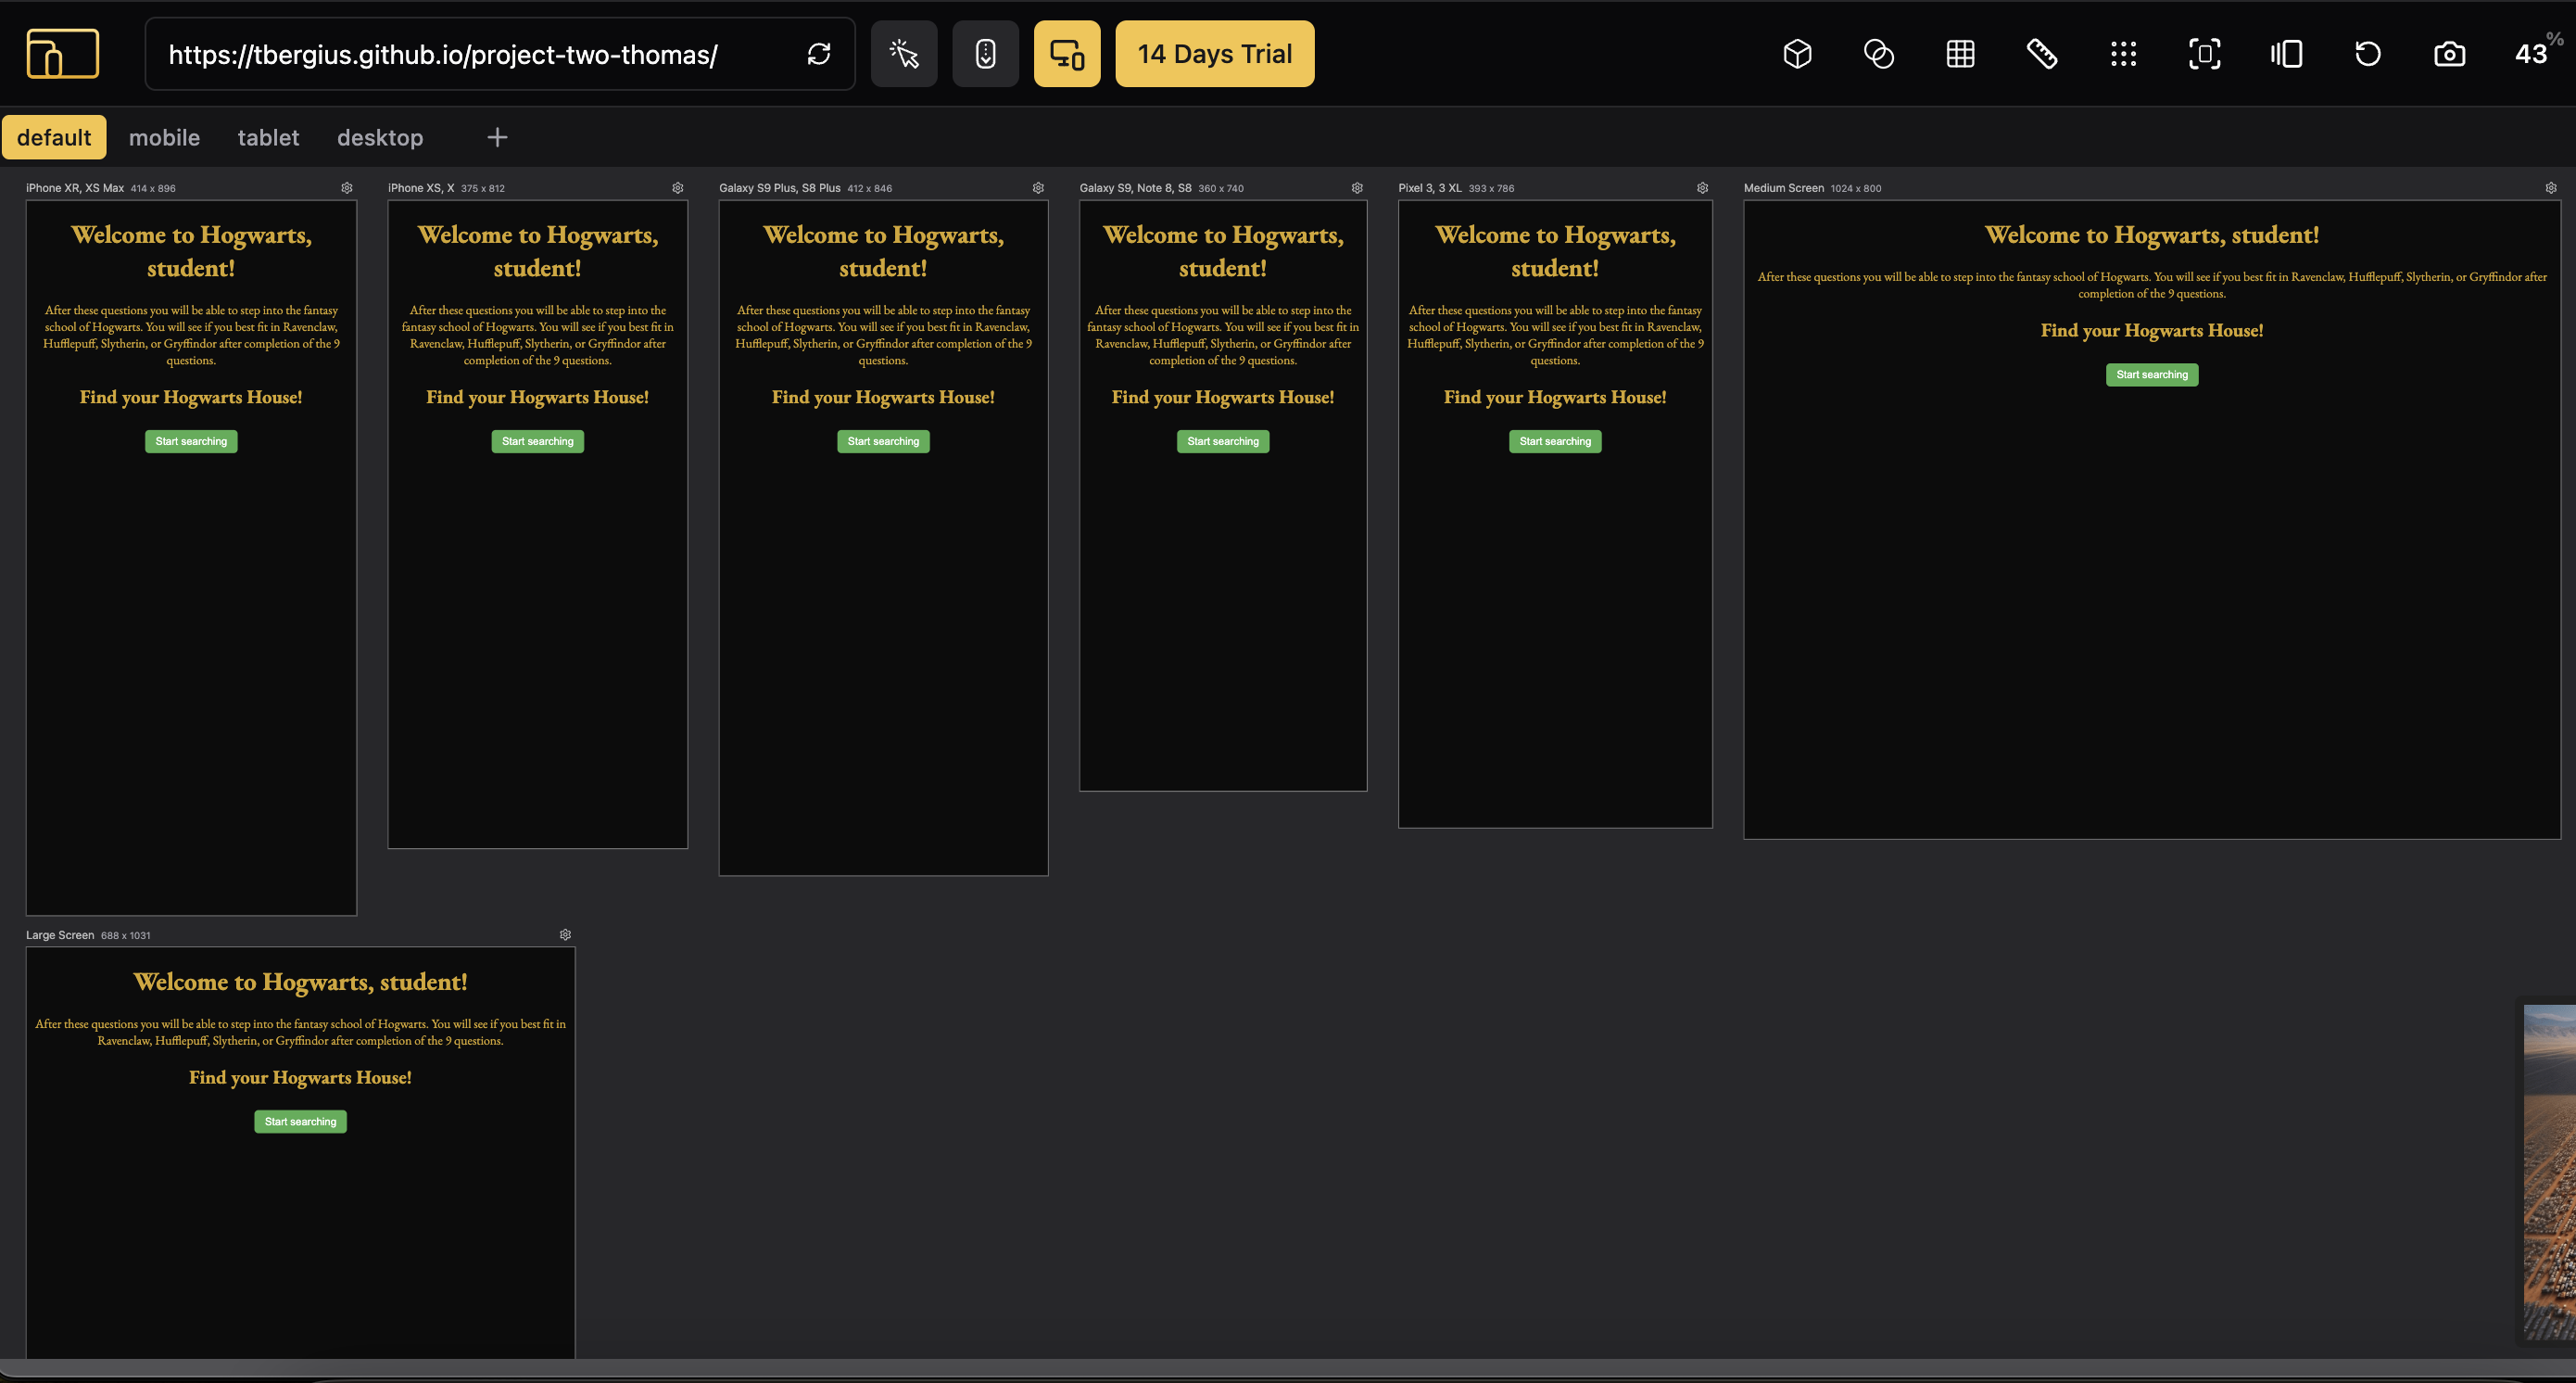 https://tbergius.github.io/project-two-thomas/
14 Days Trial
43%
default mobile tablet desktop +
iPhone XR, XS Max 414 x 896
Welcome to Hogwarts,
student!
After these questions you will be able to step into the fantasy
school of Hogwarts. You will see if you best fit in Ravenclaw,
Hufflepuff, Slytherin, or Gryffindor after completion of the 9
questions.
Find your Hogwarts House!
Start searching
iPhone XS, X 375 x 812
Welcome to Hogwarts,
student!
After these questions you will be able to step into the
fantasy school of Hogwarts. You will see if you best fit in
Ravenclaw, Hufflepuff, Slytherin, or Gryffindor after
completion of the 9 questions.
Find your Hogwarts House!
Start searching
Galaxy S9 Plus, S8 Plus 412 x 846
Welcome to Hogwarts,
student!
After these questions you will be able to step into the fantasy
school of Hogwarts. You will see if you best fit in Ravenclaw,
Hufflepuff, Slytherin, or Gryffindor after completion of the 9
questions.
Find your Hogwarts House!
Start searching
Galaxy S9, Note 8, S8 360 x 740
Welcome to Hogwarts,
student!
After these questions you will be able to step into the
fantasy school of Hogwarts. You will see if you best fit in
Ravenclaw, Hufflepuff, Slytherin, or Gryffindor after
completion of the 9 questions.
Find your Hogwarts House!
Start searching
Pixel 3, 3 XL 393 x 786
Welcome to Hogwarts,
student!
After these questions you will be able to step into the fantasy
school of Hogwarts. You will see if you best fit in Ravenclaw,
Hufflepuff, Slytherin, or Gryffindor after completion of the 9
questions.
Find your Hogwarts House!
Start searching
Medium Screen 1024 x 800
Welcome to Hogwarts, student!
After these questions you will be able to step into the fantasy school of Hogwarts. You will see if you best fit in Ravenclaw, Hufflepuff, Slytherin, or Gryffindor after
completion of the 9 questions.
Find your Hogwarts House!
Start searching
Large Screen 688 x 1031
Welcome to Hogwarts, student!
After these questions you will be able to step into the fantasy school of Hogwarts. You will see if you best fit in
Ravenclaw, Hufflepuff, Slytherin, or Gryffindor after completion of the 9 questions.
Find your Hogwarts House!
Start searching